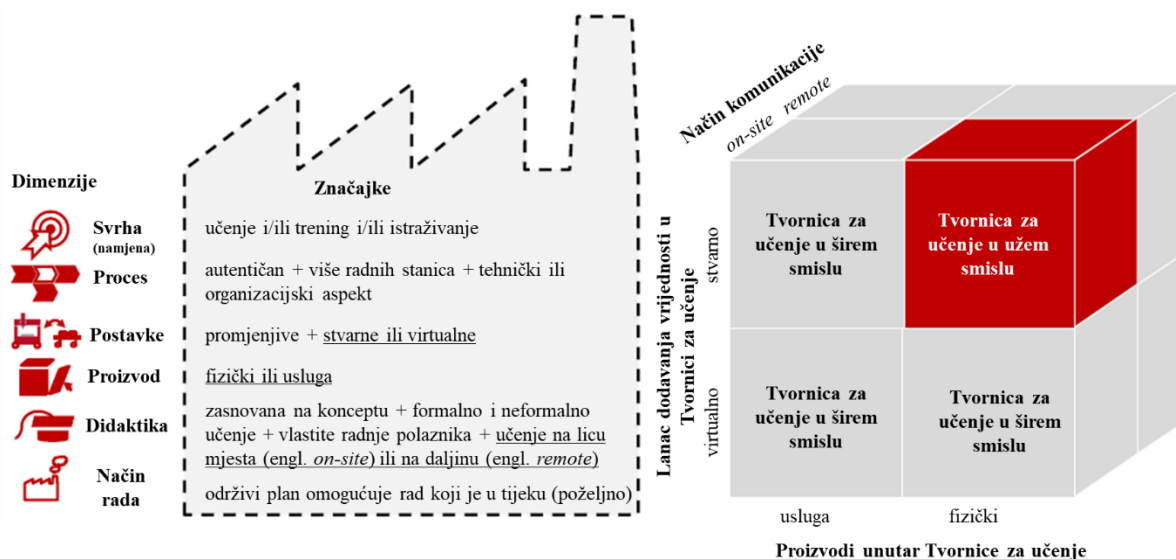 Dimenzije
Značajke
Svrha
(namjena)
učenje i/ili trening i/ili istraživanje
Proces
autentičan + više radnih stanica + tehnički ili
organizacijski aspekt
Postavke
promjenjive + stvarne ili virtualne
Proizvod
fizički ili usluga
Didaktika
zasnovana na konceptu + formalno i neformalno
učenje + vlastite radnje polaznika + učenje na licu
mjesta (engl. on-site) ili na daljinu (engl. remote)
Način
rada
održivi plan omogućuje rad koji je u tijeku (poželjno)
Način komunikacije
on-site remote
Lanac dodavanja vrijednosti u
Tvornici za učenje
stvarno
virtualno
Tvornica za
učenje u širem
smislu
Tvornica za
učenje u užem
smislu
Tvornica za
učenje u širem
smislu
Tvornica za
učenje u širem
smislu
usluga
fizički
Proizvodi unutar Tvornice za učenje